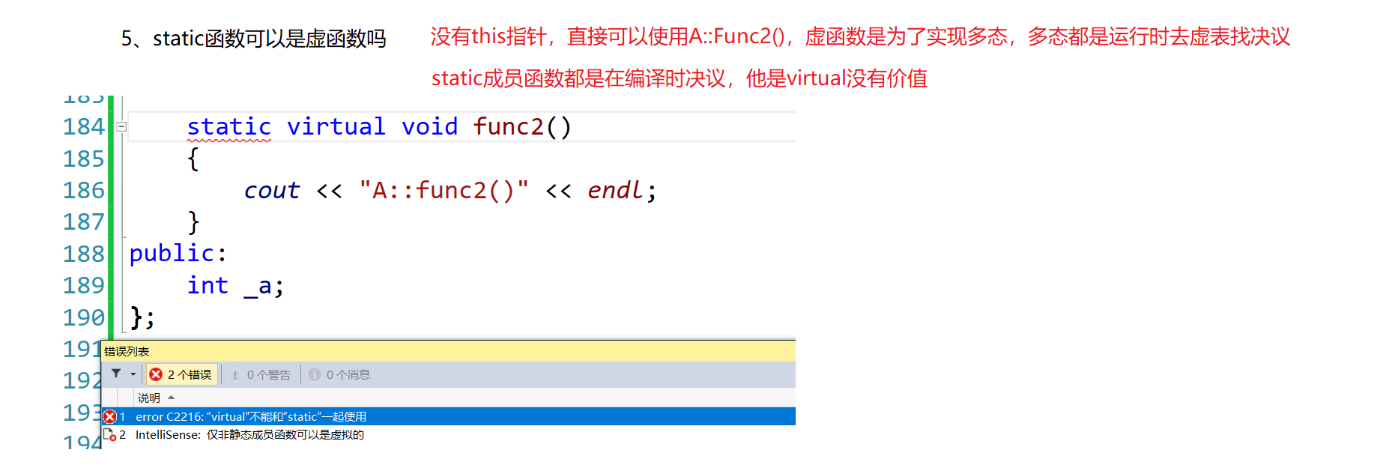 5、static函数可以是虚函数吗 没有this指针，直接可以使用A::Func2()，虚函数是为了实现多态，多态都是运行时去虚表找决议
static成员函数都是在编译时决议，他是virtual没有价值
183
184 static virtual void func2()
185 {
186 cout << "A::func2()" << endl;
187 }
188 public:
189 int _a;
190 };
191 错误列表
192 2 个错误 0 个警告 0 个消息
说明
193 1 error C2216: “virtual”不能和“static”一起使用
194 2 IntelliSense: 仅非静态成员函数可以是虚拟的